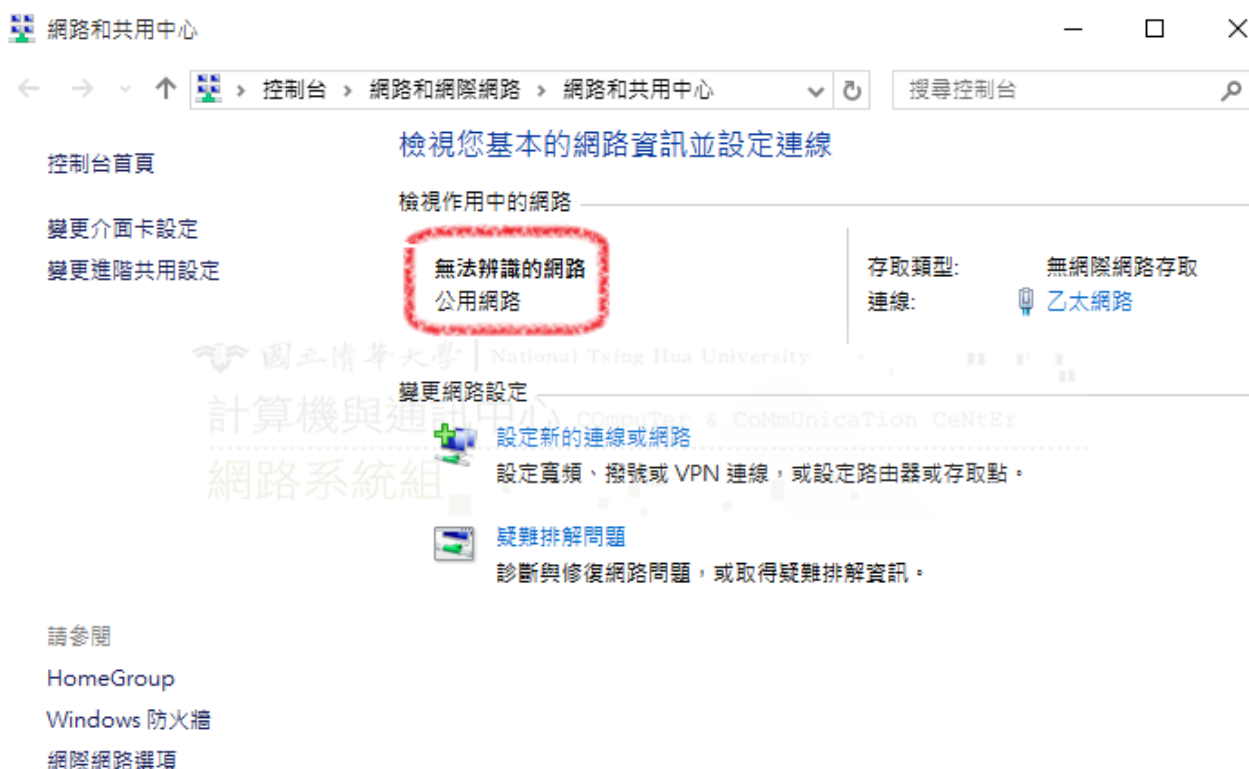 網路和共用中心
控制台 › 網路和網際網路 › 網路和共用中心
搜尋控制台
控制台首頁
變更介面卡設定
變更進階共用設定
檢視您基本的網路資訊並設定連線
檢視作用中的網路
無法辨識的網路
公用網路
存取類型: 無網際網路存取
連線: 乙太網路
國立清華大學 National Tsing Hua University
變更網路設定
計算機與通訊中心 COmpuTer & CoMmUnicaTion CeNtEr
設定新的連線或網路
設定寬頻、撥號或 VPN 連線，或設定路由器或存取點。
網路系統組
疑難排解問題
診斷與修復網路問題，或取得疑難排解資訊。
請參閱
HomeGroup
Windows 防火牆
網際網路選項